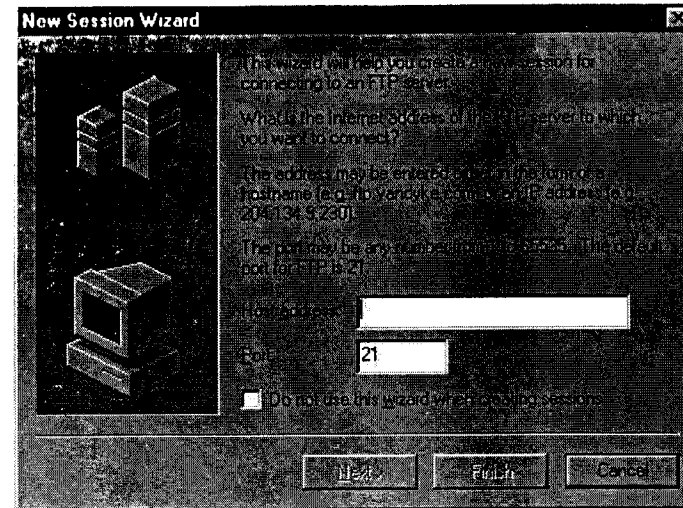 New Session Wizard
This wizard will help you create a new session for
connecting to an FTP server.
What is the Internet address of the FTP server to which
you want to connect?
The address may be entered either in the form of a
hostname (e.g. ftp.vandyke.com) or an IP address (e.g.
204.134.9.230).
The port may be any number from 1 to 65525. The default
port for FTP is 21.
Host address:
Port: 21
Do not use this wizard when creating sessions
Next >
Finish
Cancel